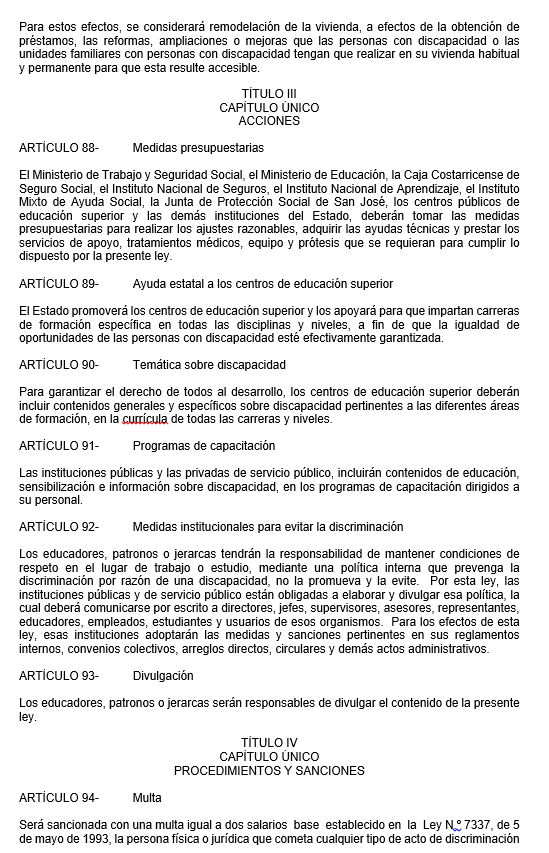 Para estos efectos, se considerará remodelación de la vivienda, a efectos de la obtención de
préstamos, las reformas, ampliaciones o mejoras que las personas con discapacidad o las
unidades familiares con personas con discapacidad tengan que realizar en su vivienda habitual
y permanente para que esta resulte accesible.
TÍTULO III
CAPÍTULO ÚNICO
ACCIONES
ARTÍCULO 88- Medidas presupuestarias
El Ministerio de Trabajo y Seguridad Social, el Ministerio de Educación, la Caja Costarricense de
Seguro Social, el Instituto Nacional de Seguros, el Instituto Nacional de Aprendizaje, el Instituto
Mixto de Ayuda Social, la Junta de Protección Social de San José, los centros públicos de
educación superior y las demás instituciones del Estado, deberán tomar las medidas
presupuestarias para realizar los ajustes razonables, adquirir las ayudas técnicas y prestar los
servicios de apoyo, tratamientos médicos, equipo y prótesis que se requieran para cumplir lo
dispuesto por la presente ley.
ARTÍCULO 89- Ayuda estatal a los centros de educación superior
El Estado promoverá los centros de educación superior y los apoyará para que impartan carreras
de formación específica en todas las disciplinas y niveles, a fin de que la igualdad de
oportunidades de las personas con discapacidad esté efectivamente garantizada.
ARTÍCULO 90- Temática sobre discapacidad
Para garantizar el derecho de todos al desarrollo, los centros de educación superior deberán
incluir contenidos generales y específicos sobre discapacidad pertinentes a las diferentes áreas
de formación, en la currícula de todas las carreras y niveles.
ARTÍCULO 91- Programas de capacitación
Las instituciones públicas y las privadas de servicio público, incluirán contenidos de educación,
sensibilización e información sobre discapacidad, en los programas de capacitación dirigidos a
su personal.
ARTÍCULO 92- Medidas institucionales para evitar la discriminación
Los educadores, patronos o jerarcas tendrán la responsabilidad de mantener condiciones de
respeto en el lugar de trabajo o estudio, mediante una política interna que prevenga la
discriminación por razón de una discapacidad, no la promueva y la evite. Por esta ley, las
instituciones públicas y de servicio público están obligadas a elaborar y divulgar esa política, la
cual deberá comunicarse por escrito a directores, jefes, supervisores, asesores, representantes,
educadores, empleados, estudiantes y usuarios de esos organismos. Para los efectos de esta
ley, esas instituciones adoptarán las medidas y sanciones pertinentes en sus reglamentos
internos, convenios colectivos, arreglos directos, circulares y demás actos administrativos.
ARTÍCULO 93- Divulgación
Los educadores, patronos o jerarcas serán responsables de divulgar el contenido de la presente
ley.
TÍTULO IV
CAPÍTULO ÚNICO
PROCEDIMIENTOS Y SANCIONES
ARTÍCULO 94- Multa
Será sancionada con una multa igual a dos salarios base establecido en la Ley N.º 7337, de 5
de mayo de 1993, la persona física o jurídica que cometa cualquier tipo de acto de discriminación